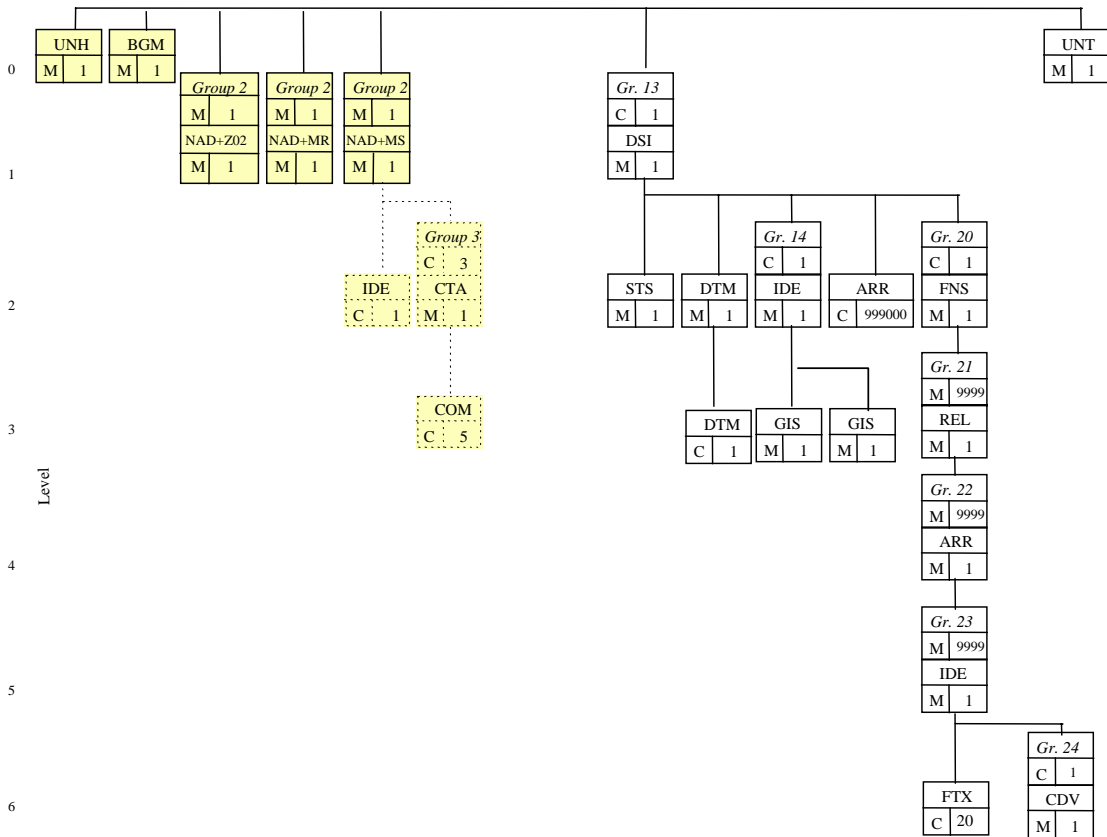 UNH BGM UNT
M 1 M 1 M 1
0
Group 2 Group 2 Group 2 Gr. 13
M 1 M 1 M 1 C 1
NAD+Z02 NAD+MR NAD+MS DSI
M 1 M 1 M 1 M 1
1
Group 3 Gr. 14 Gr. 20
C 3 C 1 C 1
IDE CTA STS DTM IDE ARR FNS
C 1 M 1 M 1 M 1 M 1 C 999000 M 1
2
Gr. 21
M 9999
COM DTM GIS GIS REL
C 5 C 1 M 1 M 1 M 1
3
Level
Gr. 22
M 9999
ARR
M 1
4
Gr. 23
M 9999
IDE
M 1
5
Gr. 24
C 1
FTX CDV
C 20 M 1
6